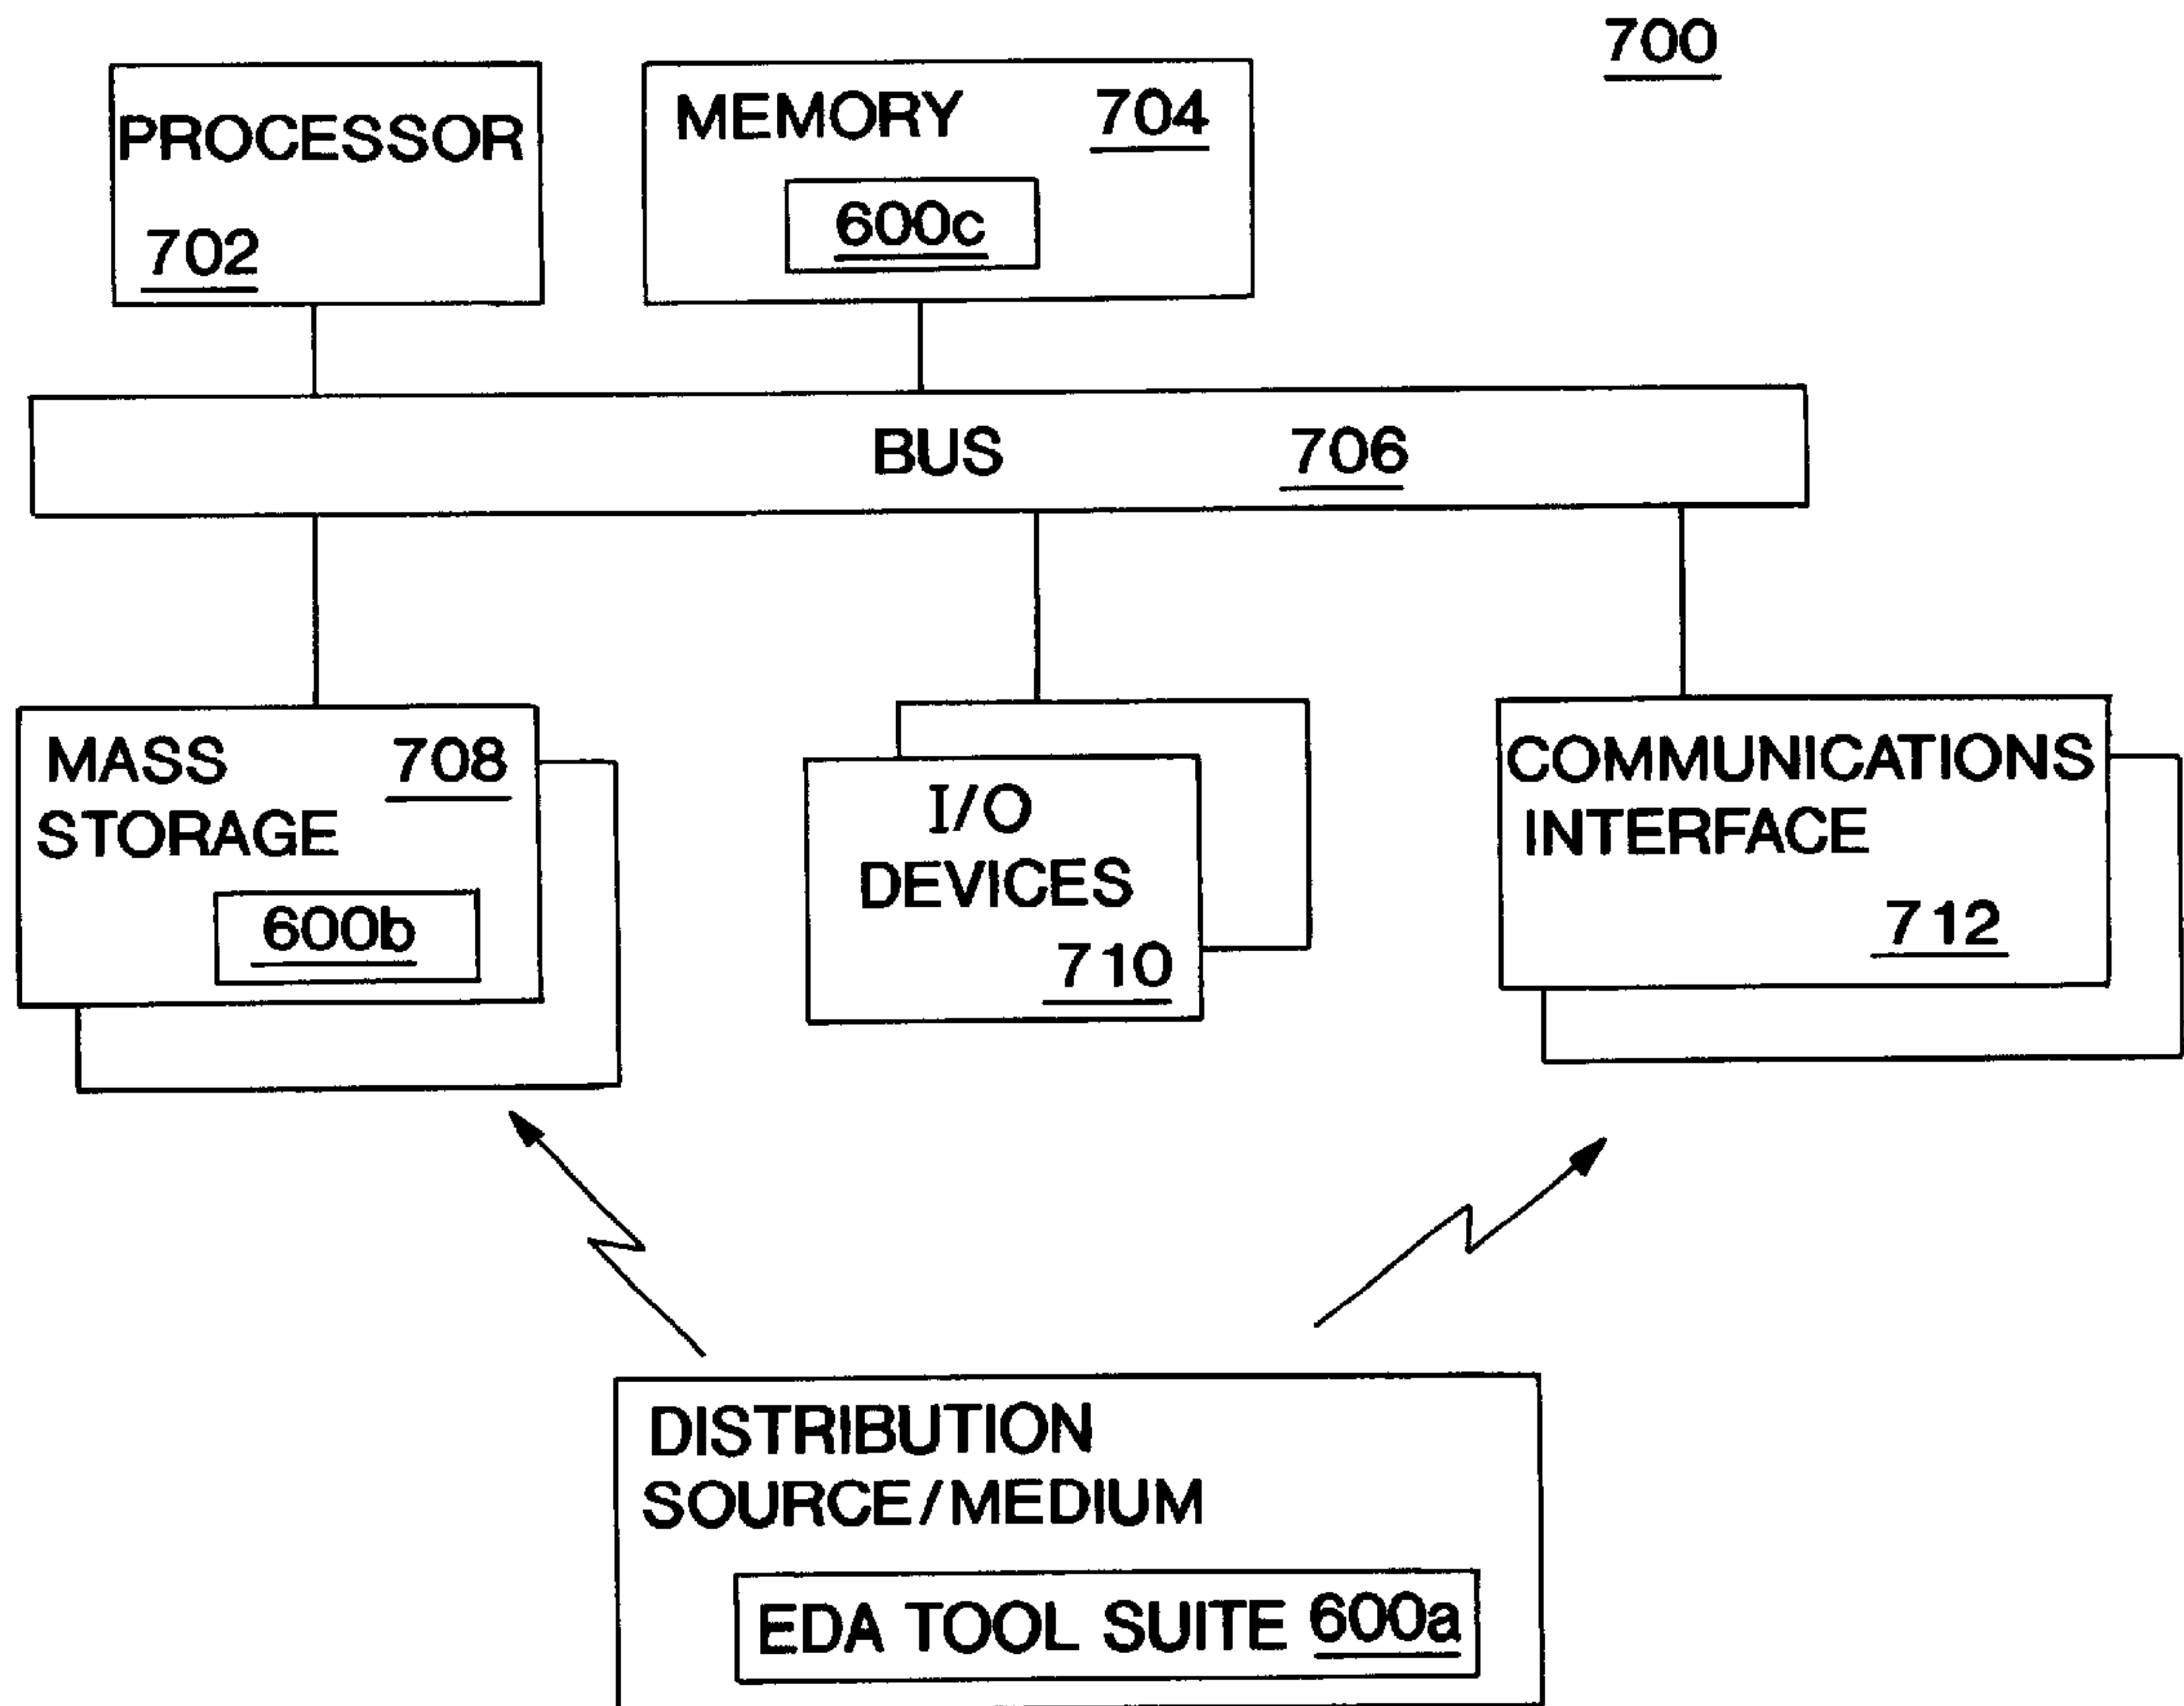 700
PROCESSOR
702
MEMORY 704
600c
BUS 706
MASS 708
STORAGE
600b
I/O
DEVICES
710
COMMUNICATIONS
INTERFACE
712
DISTRIBUTION
SOURCE/MEDIUM
EDA TOOL SUITE 600a